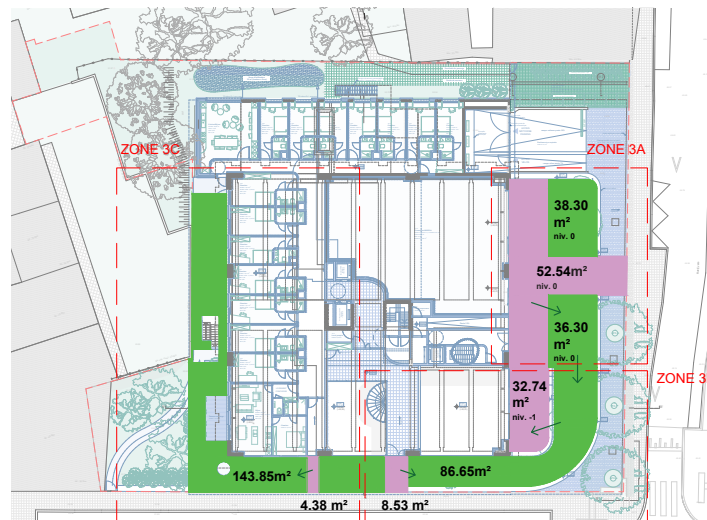 ZONE 3C
ZONE 3A
38.30
m²
niv. 0
52.54m²
niv. 0
36.30
m²
niv. 0
ZONE 3
32.74
m²
niv. -1
143.85m²
86.65m²
4.38 m²
8.53 m²